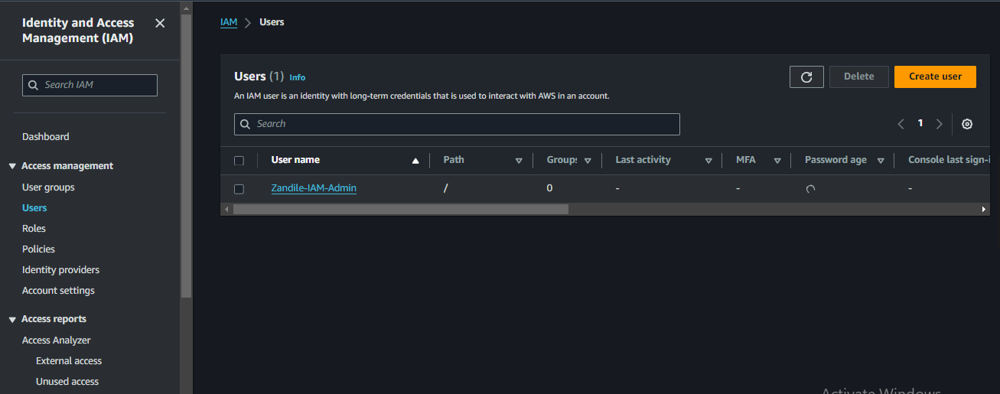 Identity and Access
Management (IAM)
Search IAM
Dashboard
Access management
User groups
Users
Roles
Policies
Identity providers
Account settings
Access reports
Access Analyzer
External access
Unused access
IAM > Users
Users (1) Info
Delete
Create user
An IAM user is an identity with long-term credentials that is used to interact with AWS in an account.
Search
1
User name Path Groups Last activity MFA Password age Console last sign-i
Zandile-IAM-Admin / 0 - - -
Activate Windows